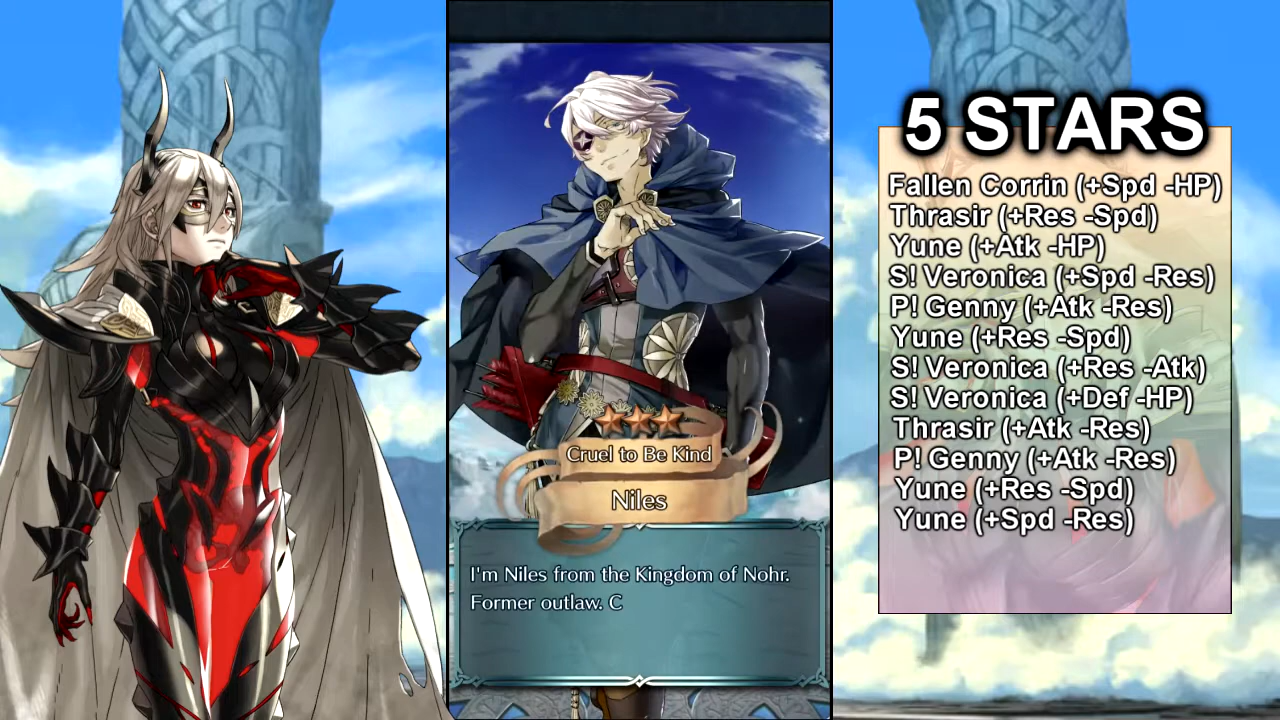 Cruel to Be Kind
Niles
I'm Niles from the Kingdom of Nohr.
Former outlaw. C
5 STARS
Fallen Corrin (+Spd -HP)
Thrasir (+Res -Spd)
Yune (+Atk -HP)
S! Veronica (+Spd -Res)
P! Genny (+Atk -Res)
Yune (+Res -Spd)
S! Veronica (+Res -Atk)
S! Veronica (+Def -HP)
Thrasir (+Atk -Res)
P! Genny (+Atk -Res)
Yune (+Res -Spd)
Yune (+Spd -Res)